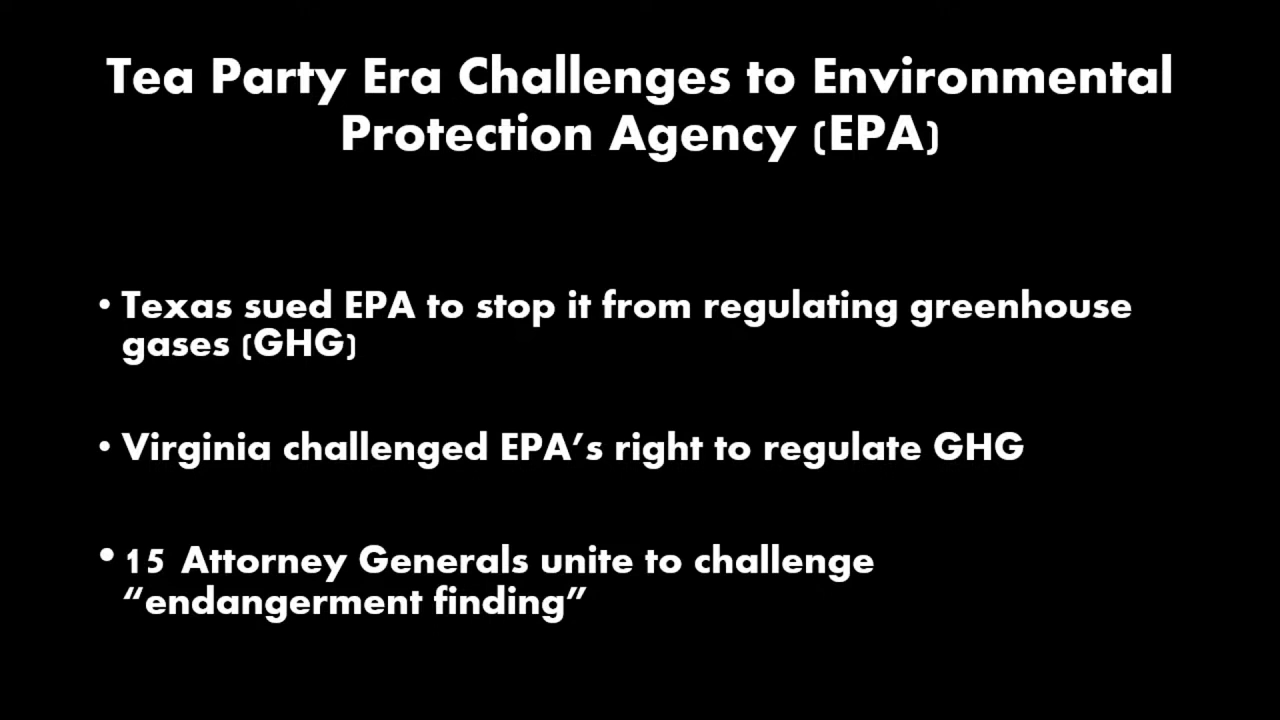 Tea Party Era Challenges to Environmental
Protection Agency (EPA)
• Texas sued EPA to stop it from regulating greenhouse
gases (GHG)
• Virginia challenged EPA’s right to regulate GHG
• 15 Attorney Generals unite to challenge
“endangerment finding”